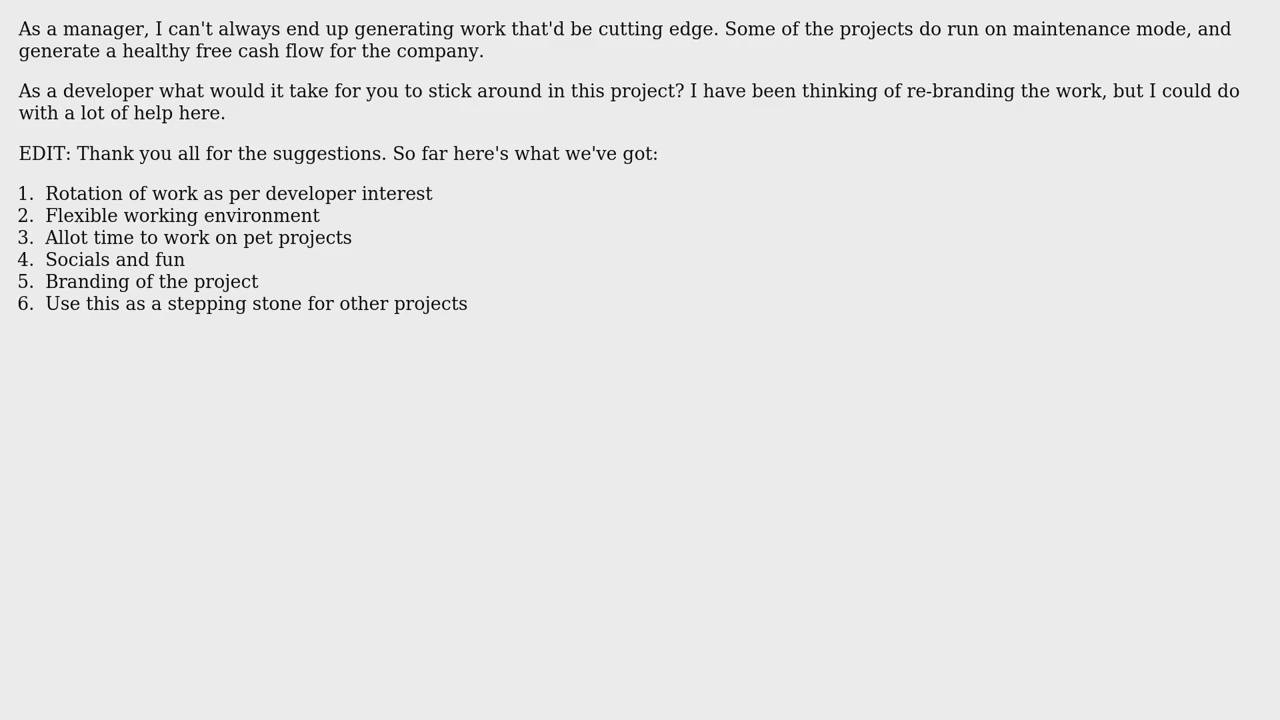 As a manager, I can't always end up generating work that'd be cutting edge. Some of the projects do run on maintenance mode, and
generate a healthy free cash flow for the company.
As a developer what would it take for you to stick around in this project? I have been thinking of re-branding the work, but I could do
with a lot of help here.
EDIT: Thank you all for the suggestions. So far here's what we've got:
1. Rotation of work as per developer interest
2. Flexible working environment
3. Allot time to work on pet projects
4. Socials and fun
5. Branding of the project
6. Use this as a stepping stone for other projects